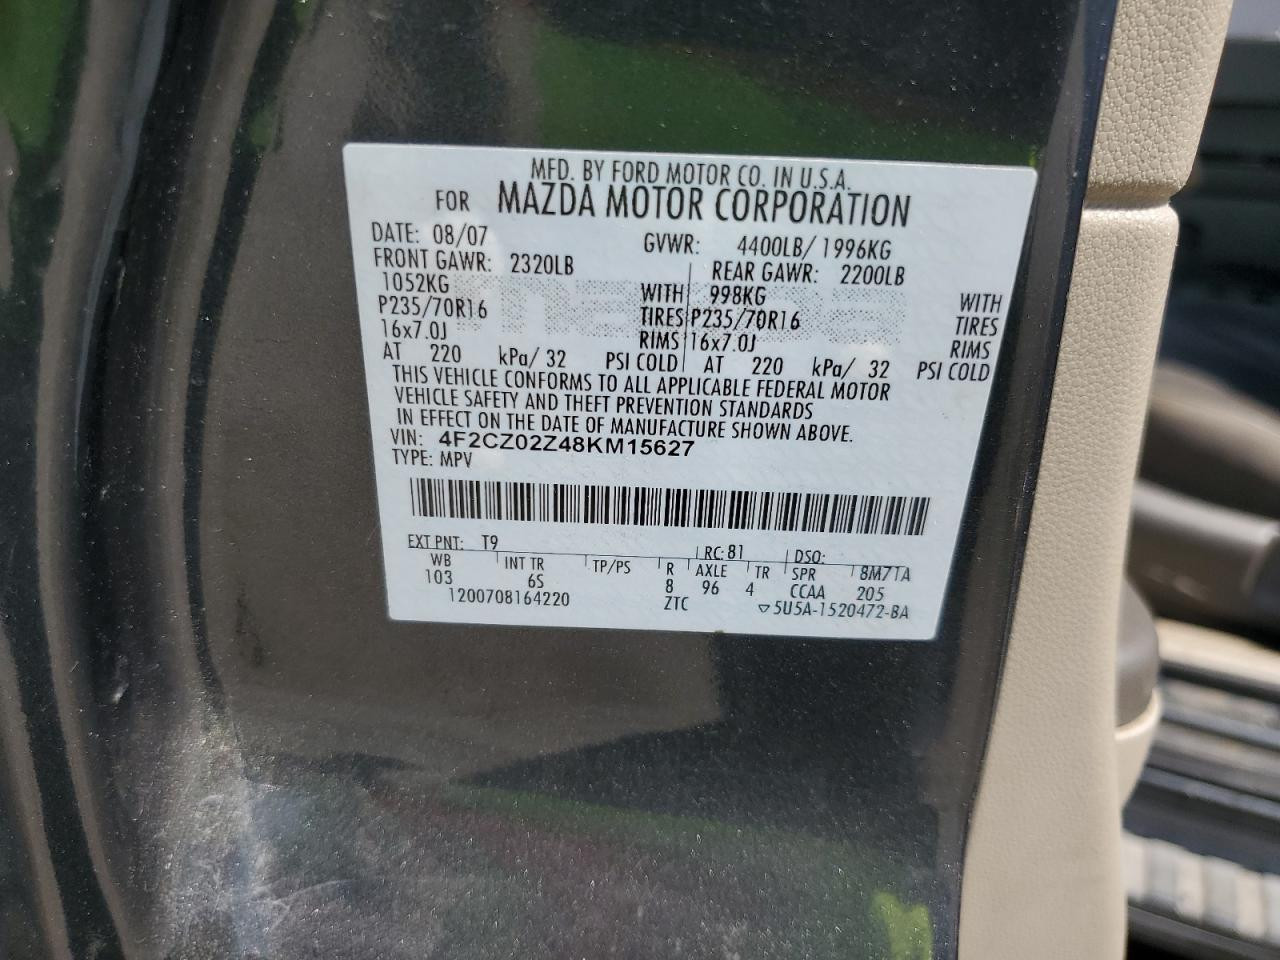 MFD. BY FORD MOTOR CO. IN U.S.A.
FOR MAZDA MOTOR CORPORATION
DATE: 08/07 GVWR: 4400LB/ 1996KG
FRONT GAWR: 2320LB REAR GAWR: 2200LB
1052KG WITH 998KG WITH
P235/70R16 TIRES P235/70R16 TIRES
16x7.0J RIMS 16x7.0J RIMS
AT 220 kPa/ 32 PSI COLD AT 220 kPa/ 32 PSI COLD
THIS VEHICLE CONFORMS TO ALL APPLICABLE FEDERAL MOTOR
VEHICLE SAFETY AND THEFT PREVENTION STANDARDS
IN EFFECT ON THE DATE OF MANUFACTURE SHOWN ABOVE.
VIN: 4F2CZ02Z48KM15627
TYPE: MPV
EXT PNT: T9 RC: 81 DSO:
WB INT TR TP/PS R AXLE TR SPR 8M7TA
103 6S 8 96 4 CCAA 205
1200708164220 ZTC ▽5U5A-1520472-BA
mazda